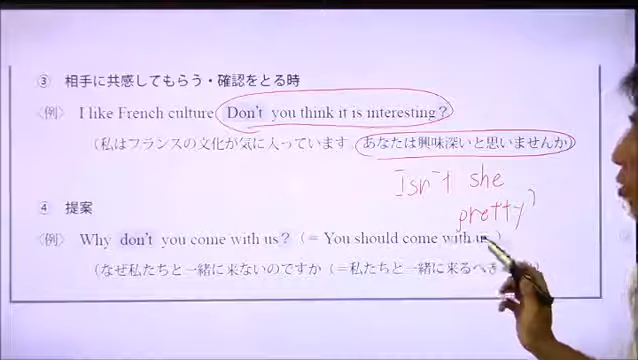 ③ 相手に共感してもらう・確認をとる時
〈例〉 I like French culture Don't you think it is interesting?
(私はフランスの文化が気に入っています あなたは興味深いと思いませんか)
Isn't she
pretty?
④ 提案
〈例〉 Why don't you come with us? (= You should come with us )
(なぜ私たちと一緒に来ないのですか (=私たちと一緒に来るべき